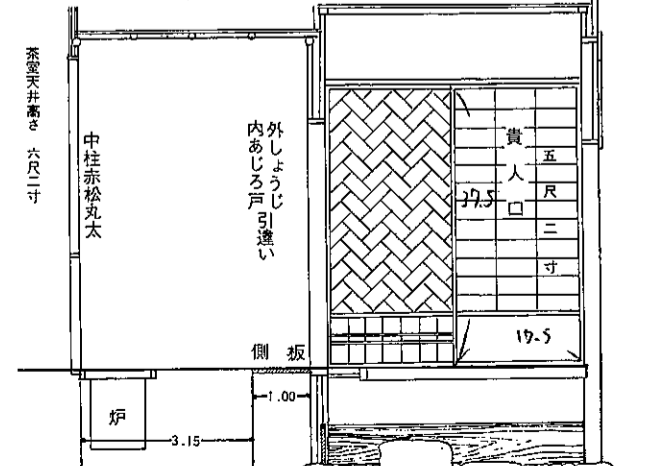 茶室天井高さ 六尺二寸
中柱赤松丸太
外しょうじ
内あじろ戸 引違い
貴人口
五尺二寸
37.5
17.5
側板
1.00
炉
3.15